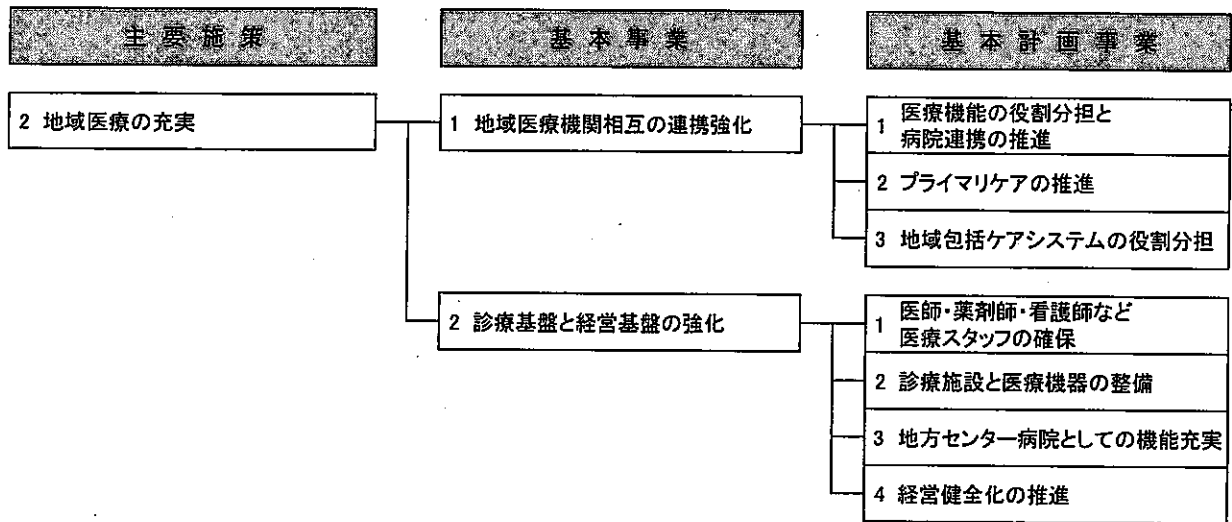 主要施策
基本事業
基本計画事業
2 地域医療の充実
1 地域医療機関相互の連携強化
1 医療機能の役割分担と
病院連携の推進
2 プライマリケアの推進
3 地域包括ケアシステムの役割分担
2 診療基盤と経営基盤の強化
1 医師・薬剤師・看護師など
医療スタッフの確保
2 診療施設と医療機器の整備
3 地方センター病院としての機能充実
4 経営健全化の推進